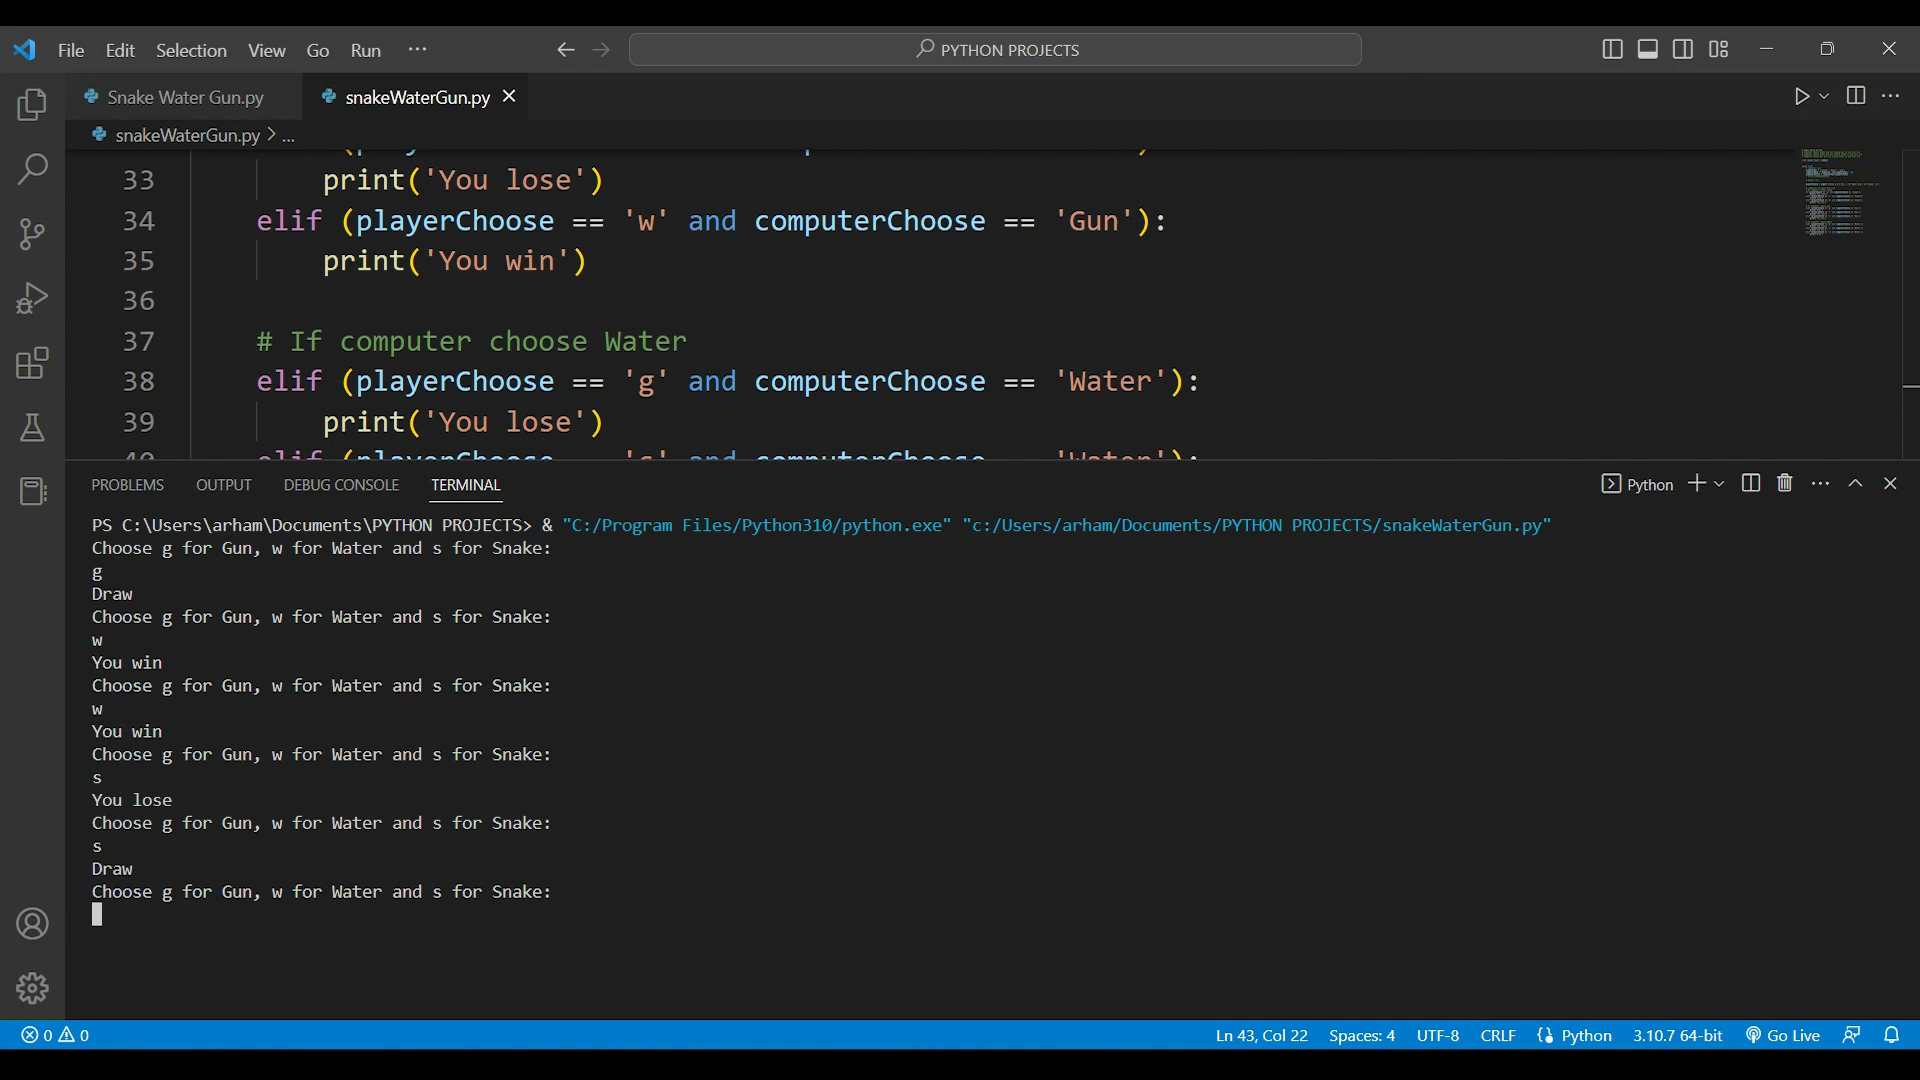 File Edit Selection View Go Run ··· PYTHON PROJECTS
Snake Water Gun.py snakeWaterGun.py
snakeWaterGun.py > ...
33 print('You lose')
34 elif (playerChoose == 'w' and computerChoose == 'Gun'):
35 print('You win')
36
37 # If computer choose Water
38 elif (playerChoose == 'g' and computerChoose == 'Water'):
39 print('You lose')
40 elif (playerChoose == 's' and computerChoose == 'Water'):
PROBLEMS OUTPUT DEBUG CONSOLE TERMINAL Python
PS C:\Users\arham\Documents\PYTHON PROJECTS> & "C:/Program Files/Python310/python.exe" "c:/Users/arham/Documents/PYTHON PROJECTS/snakeWaterGun.py"
Choose g for Gun, w for Water and s for Snake:
g
Draw
Choose g for Gun, w for Water and s for Snake:
w
You win
Choose g for Gun, w for Water and s for Snake:
w
You win
Choose g for Gun, w for Water and s for Snake:
s
You lose
Choose g for Gun, w for Water and s for Snake:
s
Draw
Choose g for Gun, w for Water and s for Snake:
0 0 Ln 43, Col 22 Spaces: 4 UTF-8 CRLF Python 3.10.7 64-bit Go Live